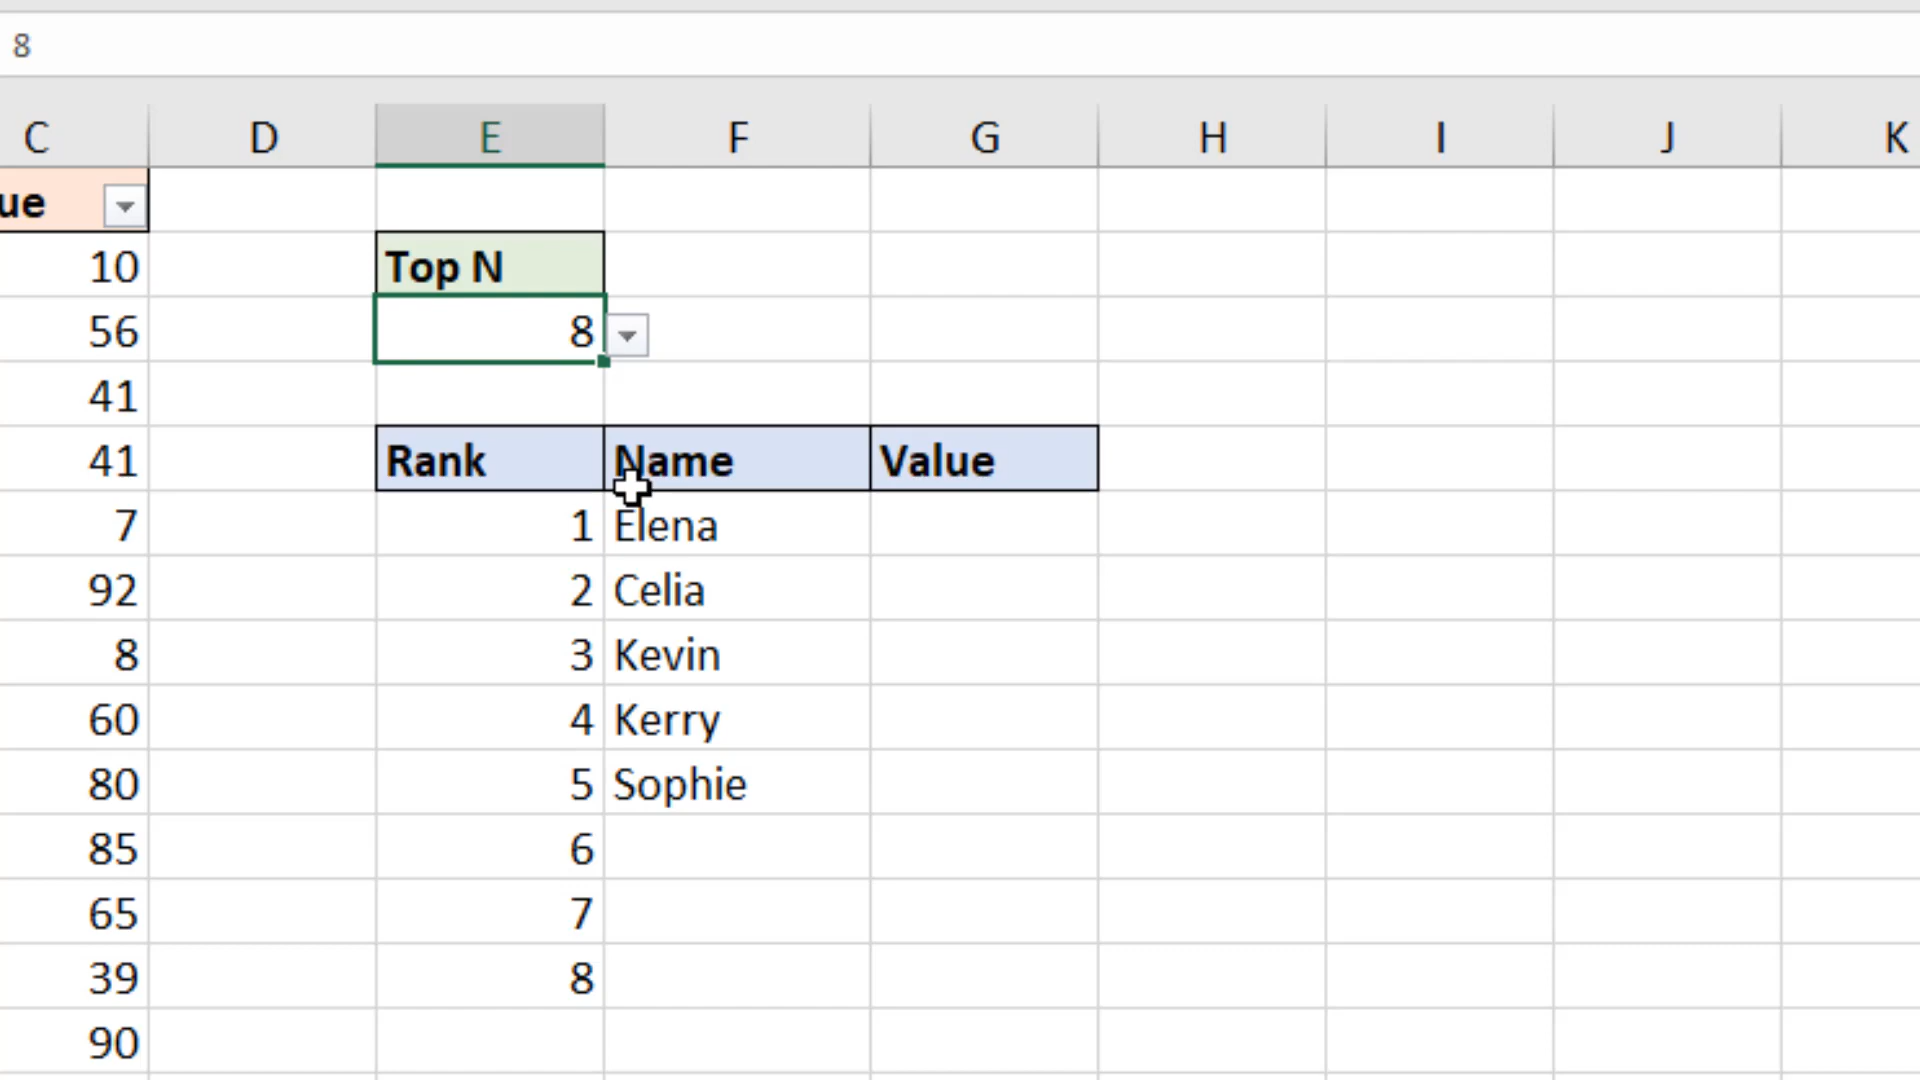 8
C D E F G H I J K
ue
10 Top N
56 8
41
41 Rank Name Value
7 1 Elena
92 2 Celia
8 3 Kevin
60 4 Kerry
80 5 Sophie
85 6
65 7
39 8
90